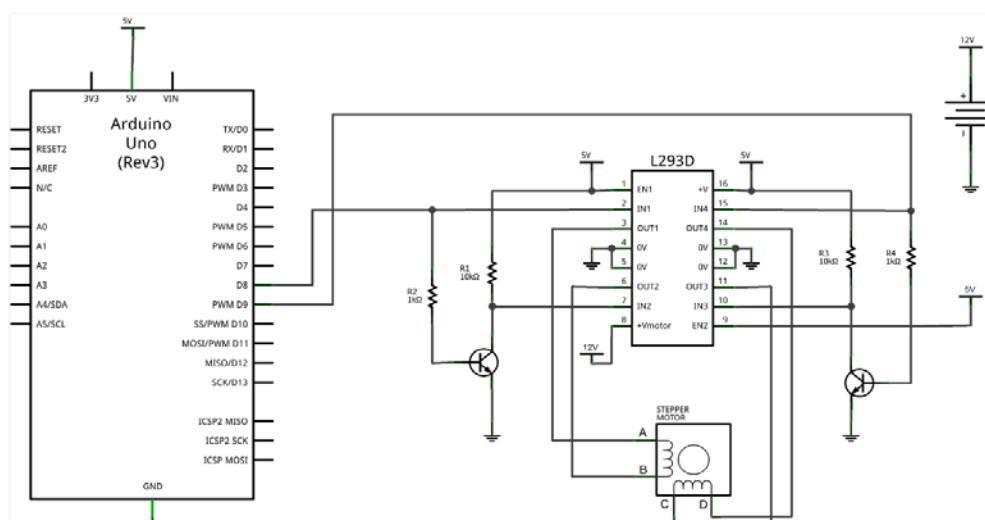 5V
12V
3V3
5V
VIN
Arduino
Uno
(Rev3)
RESET
RESET2
AREF
N/C
A0
A1
A2
A3
A4/SDA
A5/SCL
TX/D0
RX/D1
D2
PWM D3
D4
PWM D5
PWM D6
D7
D8
PWM D9
SS/PWM D10
MOSI/PWM D11
MISO/D12
SCK/D13
ICSP2 MISO
ICSP2 SCK
ICSP MOSI
GND
R2
1kΩ
R1
10kΩ
5V
L293D
5V
1 EN1
2 IN1
3 OUT1
4 0V
5 0V
6 OUT2
7 IN2
8 +Vmotor
+V 16
IN4 15
OUT4 14
0V 13
0V 12
OUT3 11
IN3 10
EN2 9
12V
R3
10kΩ
R4
1kΩ
+
STEPPER
MOTOR
A
B
C D